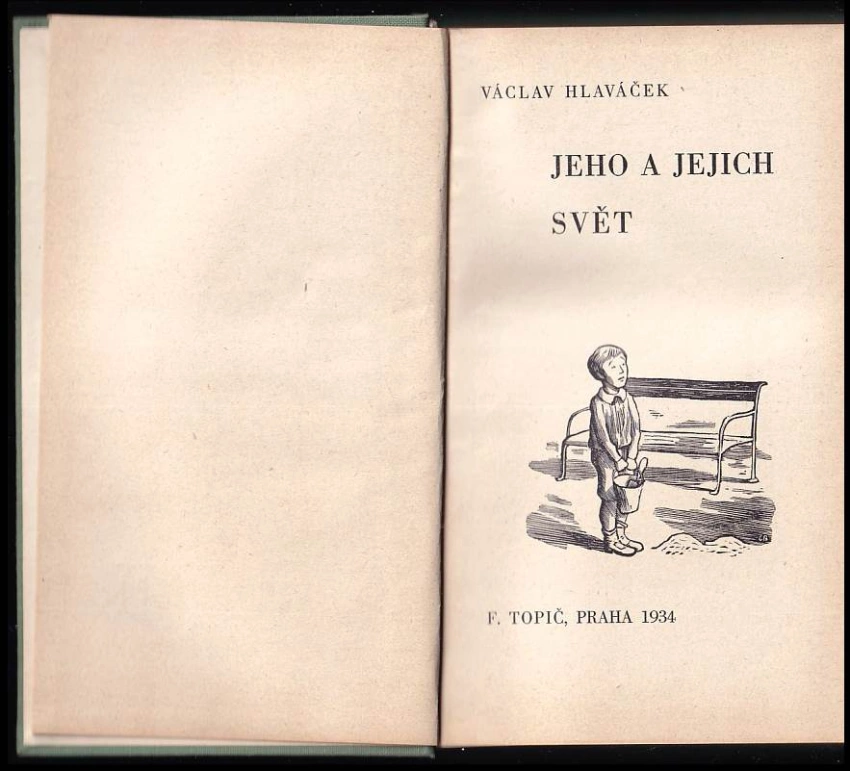 VÁCLAV HLAVÁČEK
JEHO A JEJICH
SVĚT
F. TOPIČ, PRAHA 1934